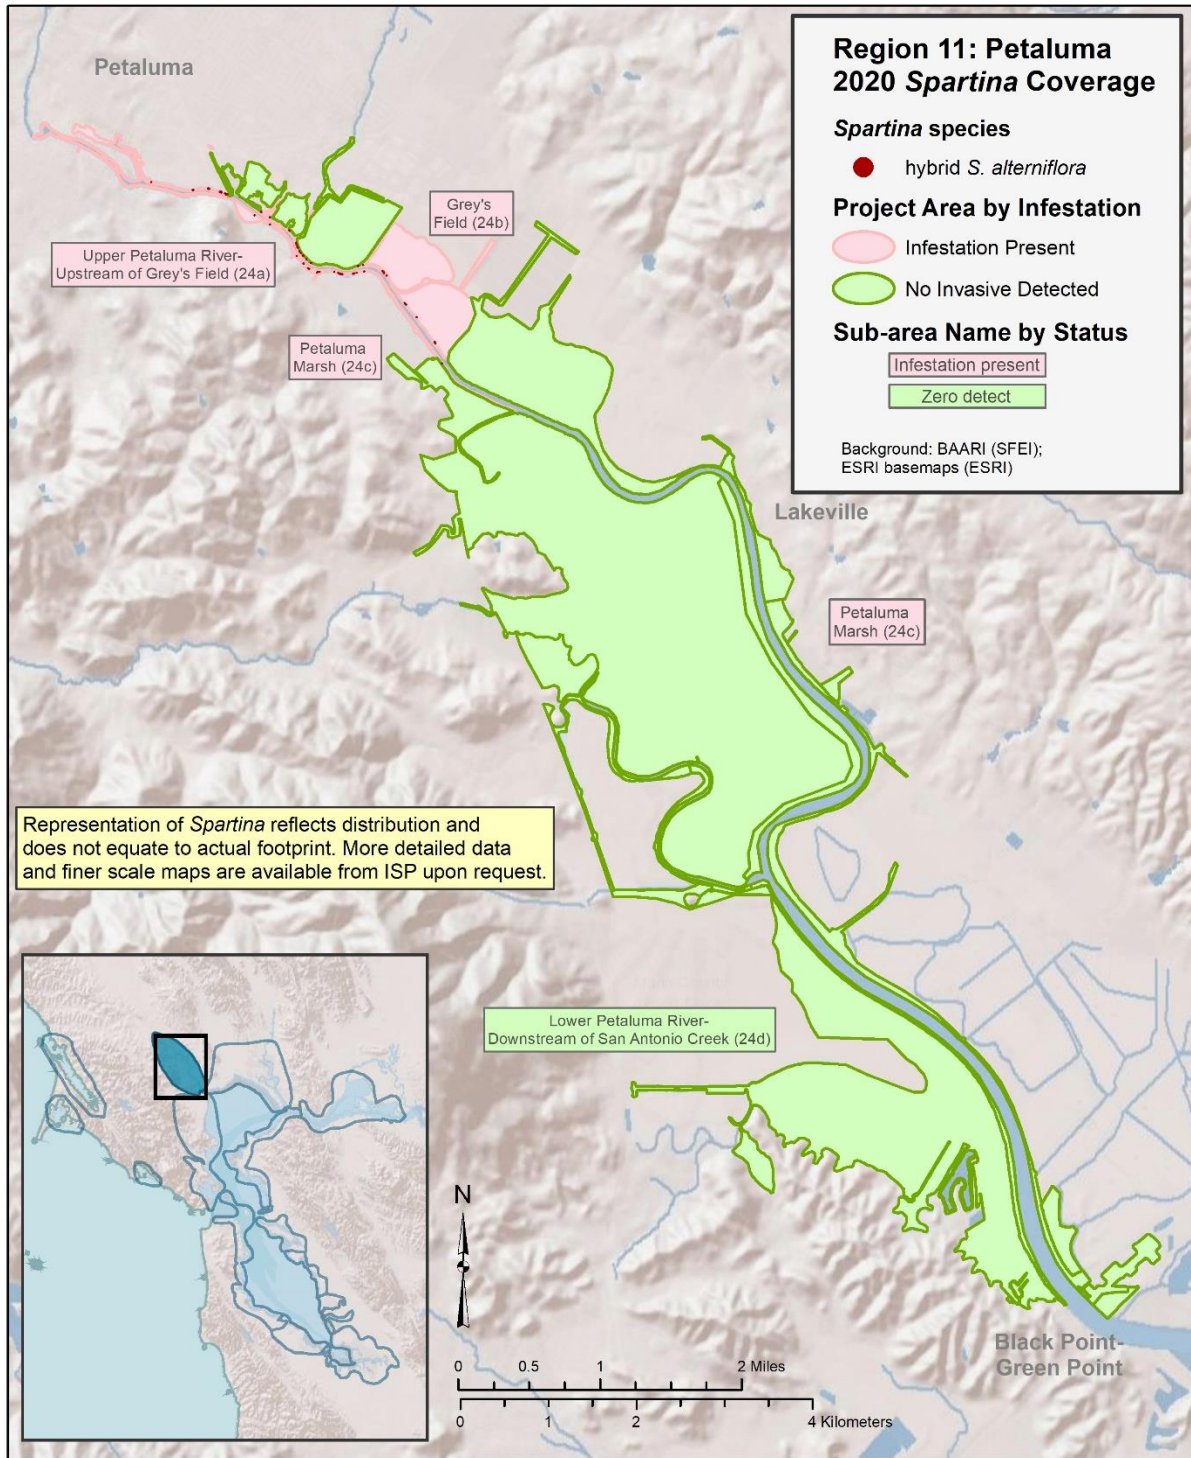 Region 11: Petaluma
2020 Spartina Coverage
Spartina species
hybrid S. alterniflora
Project Area by Infestation
Infestation Present
No Invasive Detected
Sub-area Name by Status
Infestation present
Zero detect
Background: BAARI (SFEI);
ESRI basemaps (ESRI)
Petaluma
Grey's
Field (24b)
Upper Petaluma River-
Upstream of Grey's Field (24a)
Petaluma
Marsh (24c)
Lakeville
Petaluma
Marsh (24c)
Representation of Spartina reflects distribution and
does not equate to actual footprint. More detailed data
and finer scale maps are available from ISP upon request.
Lower Petaluma River-
Downstream of San Antonio Creek (24d)
N
0 0.5 1 2 Miles
0 1 2 4 Kilometers
Black Point-
Green Point